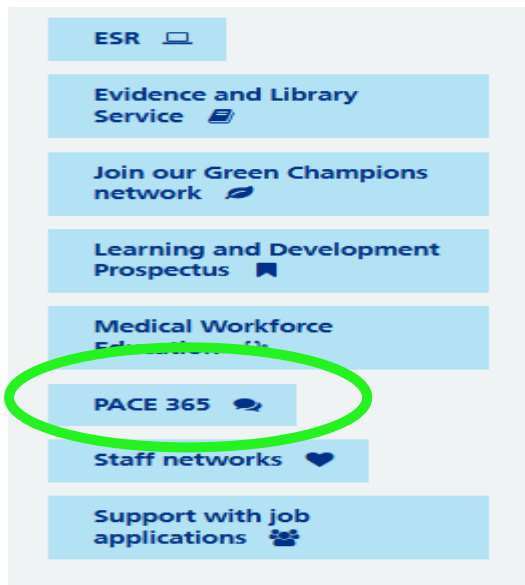 ESR
Evidence and Library
Service
Join our Green Champions
network
Learning and Development
Prospectus
Medical Workforce
Education
PACE 365
Staff networks
Support with job
applications